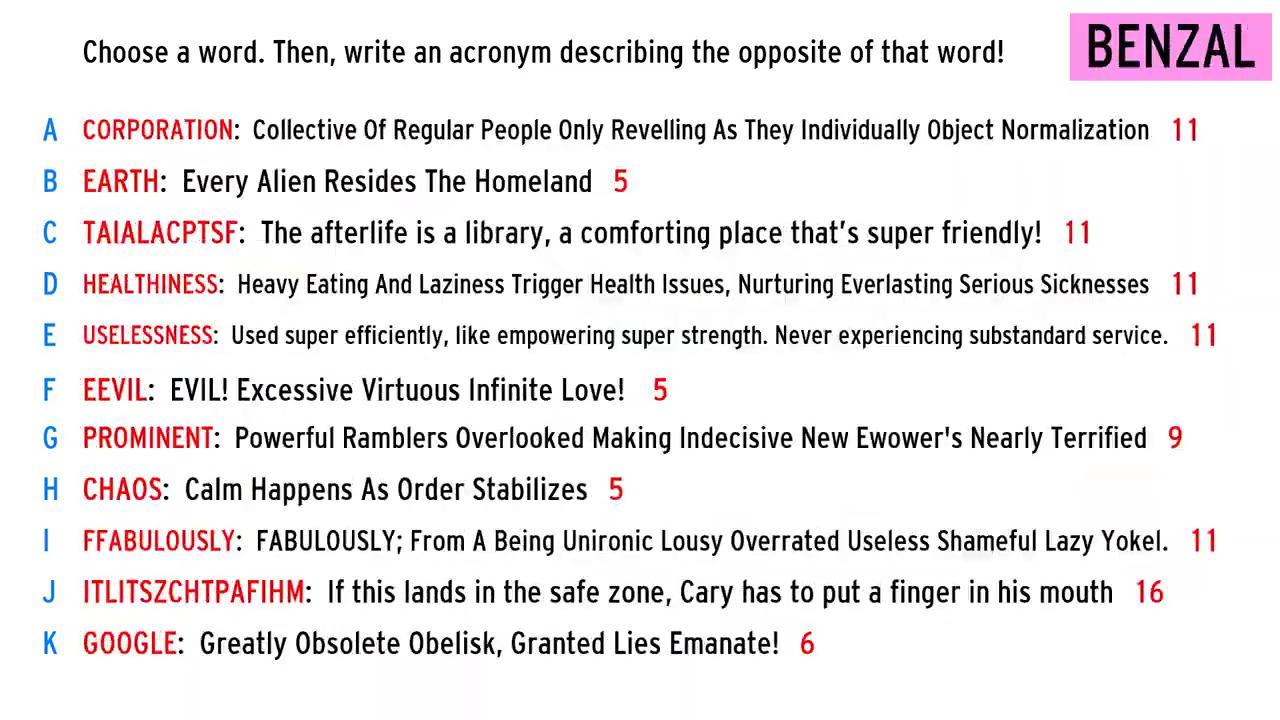 Choose a word. Then, write an acronym describing the opposite of that word!
BENZAL
A CORPORATION: Collective Of Regular People Only Revelling As They Individually Object Normalization 11
B EARTH: Every Alien Resides The Homeland 5
C TAIALACPTSF: The afterlife is a library, a comforting place that's super friendly! 11
D HEALTHINESS: Heavy Eating And Laziness Trigger Health Issues, Nurturing Everlasting Serious Sicknesses 11
E USELESSNESS: Used super efficiently, like empowering super strength. Never experiencing substandard service. 11
F EEVIL: EVIL! Excessive Virtuous Infinite Love! 5
G PROMINENT: Powerful Ramblers Overlooked Making Indecisive New Ewower's Nearly Terrified 9
H CHAOS: Calm Happens As Order Stabilizes 5
I FFABULOUSLY: FABULOUSLY; From A Being Unironic Lousy Overrated Useless Shameful Lazy Yokel. 11
J ITLITSZCHTPAFIHM: If this lands in the safe zone, Cary has to put a finger in his mouth 16
K GOOGLE: Greatly Obsolete Obelisk, Granted Lies Emanate! 6